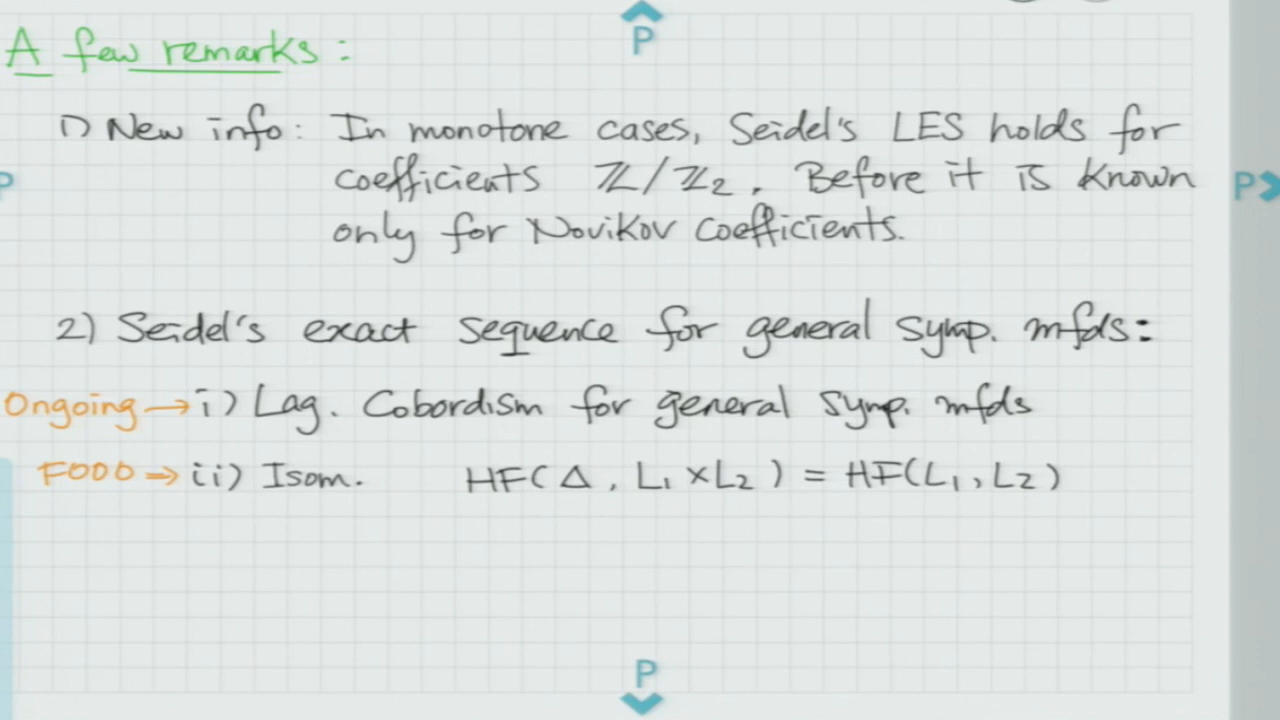 P
A few remarks:
1) New info: In monotone cases, Seidel's LES holds for
coefficients ℤ/ℤ₂. Before it is known
P
P
only for Novikov coefficients.
2) Seidel's exact sequence for general symp. mfds:
Ongoing → i) Lag. Cobordism for general symp. mfds
FOOO → ii) Isom. HF(Δ, L₁×L₂) = HF(L₁, L₂)
P